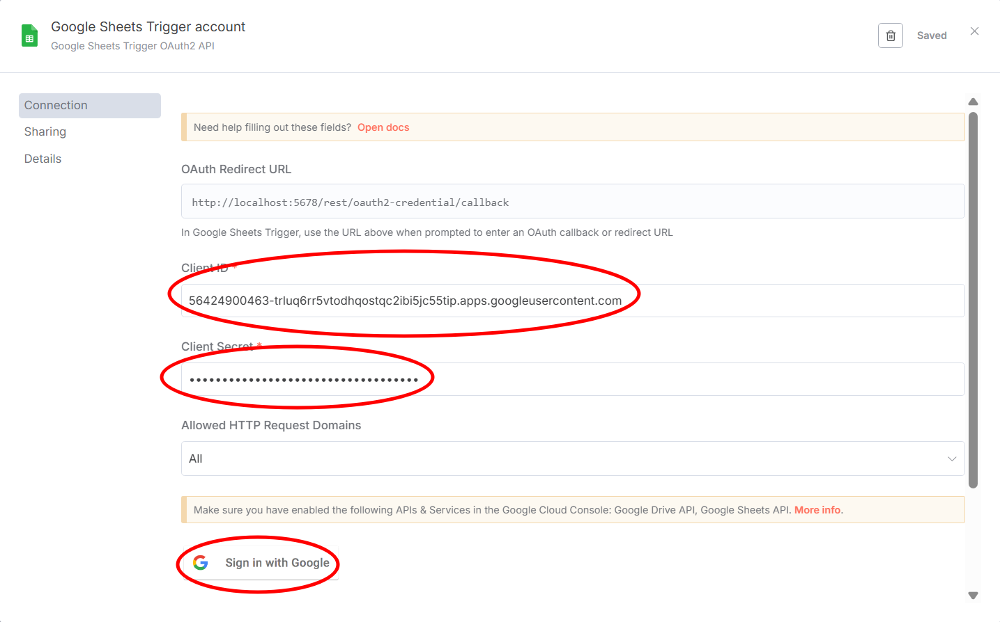 Google Sheets Trigger account
Google Sheets Trigger OAuth2 API
Saved
Connection
Sharing
Details
Need help filling out these fields? Open docs
OAuth Redirect URL
http://localhost:5678/rest/oauth2-credential/callback
In Google Sheets Trigger, use the URL above when prompted to enter an OAuth callback or redirect URL
Client ID *
56424900463-trluq6rr5vtodhqostqc2ibi5jc55tip.apps.googleusercontent.com
Client Secret *
•••••••••••••••••••••••••••••••••••
Allowed HTTP Request Domains
All
Make sure you have enabled the following APIs & Services in the Google Cloud Console: Google Drive API, Google Sheets API. More info.
Sign in with Google